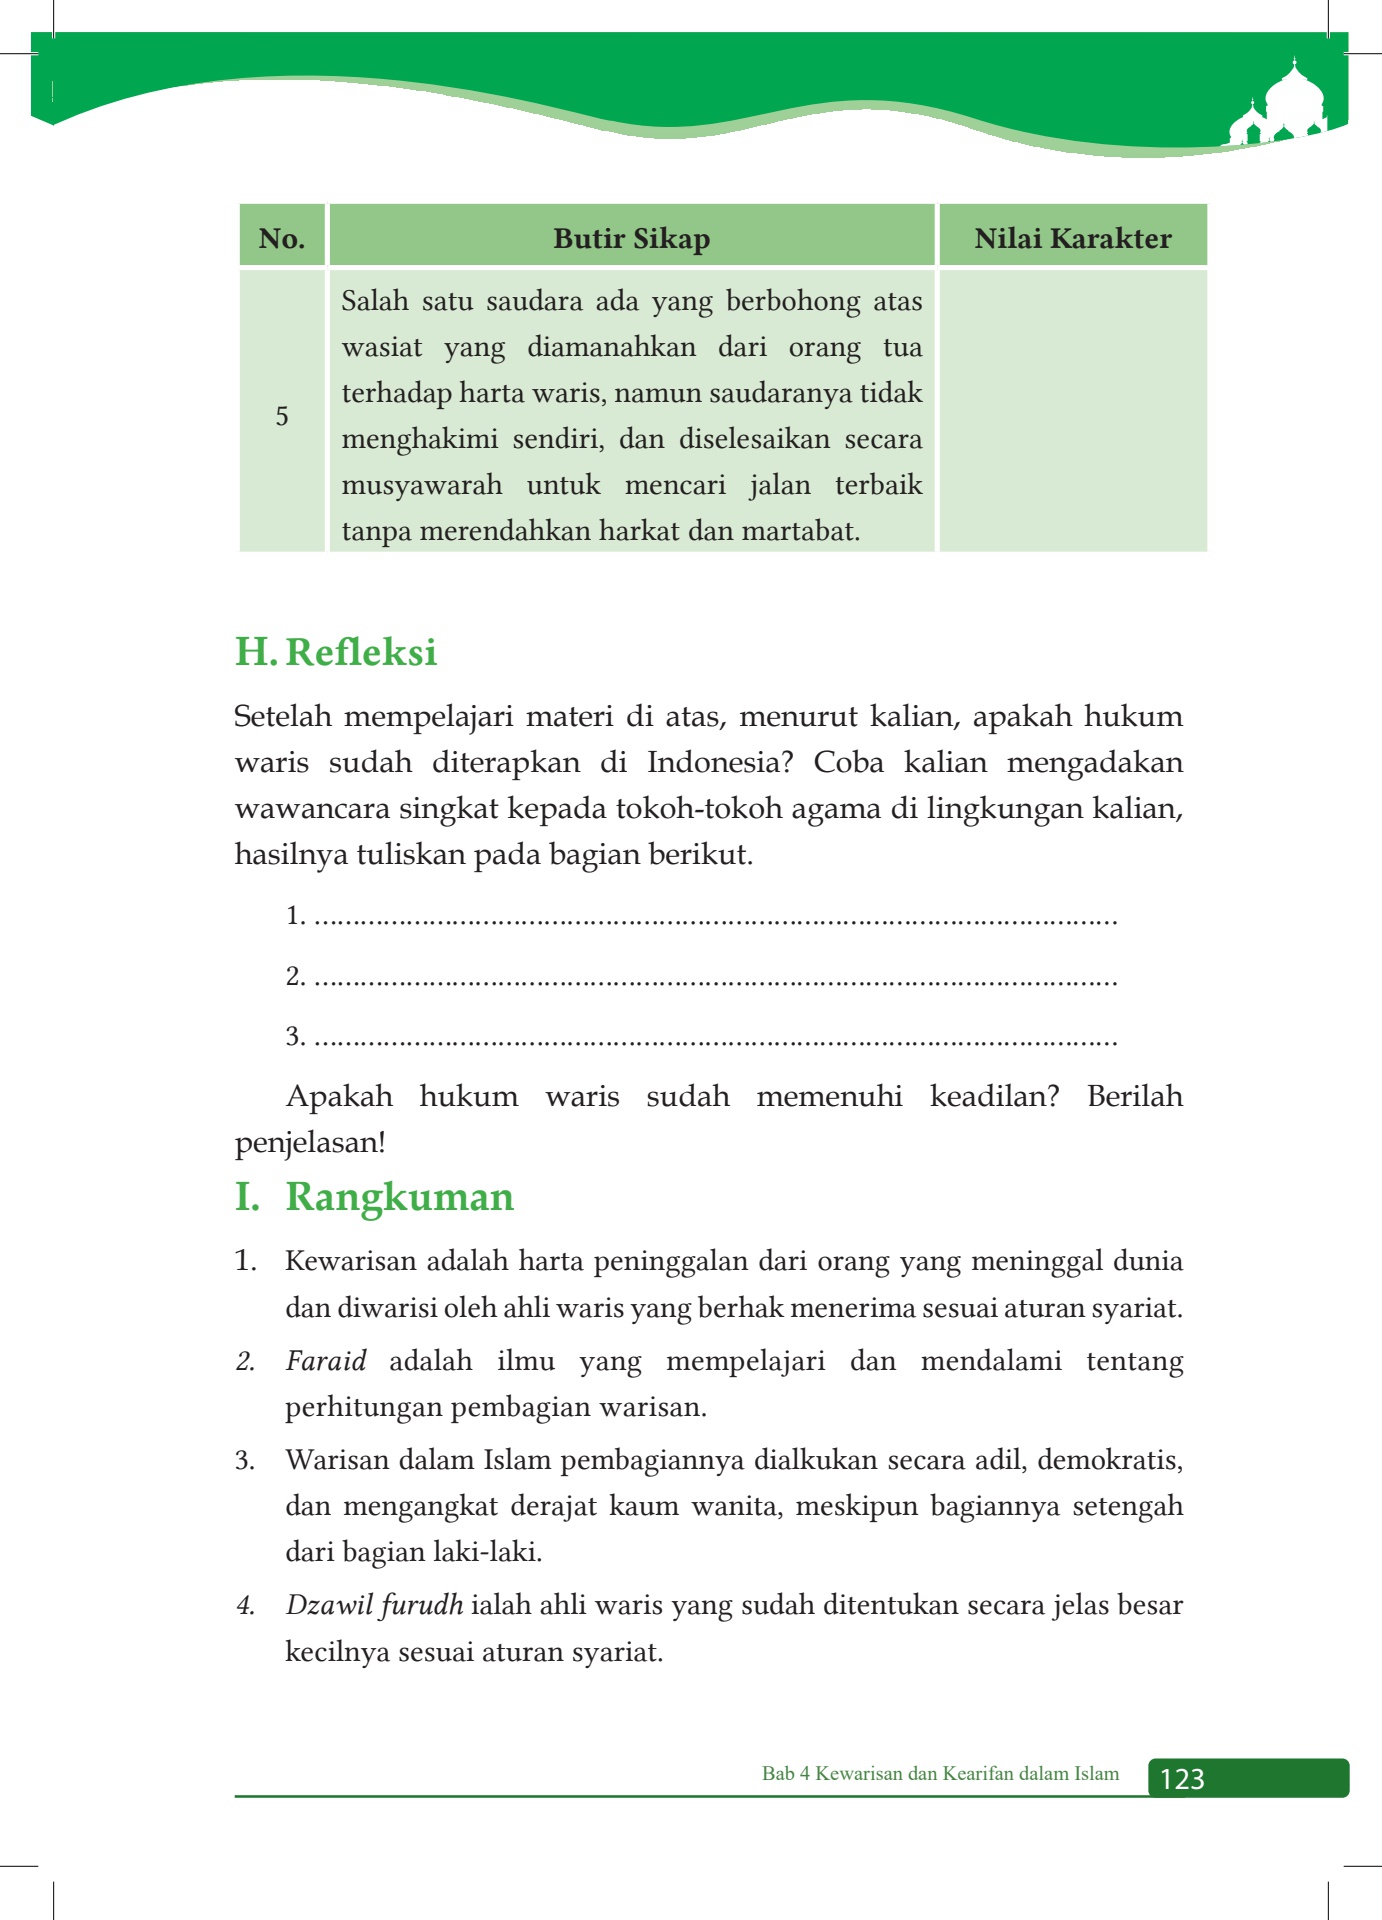 No. Butir Sikap Nilai Karakter
Salah satu saudara ada yang berbohong atas
wasiat yang diamanahkan dari orang tua
terhadap harta waris, namun saudaranya tidak
5
menghakimi sendiri, dan diselesaikan secara
musyawarah untuk mencari jalan terbaik
tanpa merendahkan harkat dan martabat.
H. Refleksi
Setelah mempelajari materi di atas, menurut kalian, apakah hukum
waris sudah diterapkan di Indonesia? Coba kalian mengadakan
wawancara singkat kepada tokoh-tokoh agama di lingkungan kalian,
hasilnya tuliskan pada bagian berikut.
1. ........................................................................................................
2. ........................................................................................................
3. ........................................................................................................
Apakah hukum waris sudah memenuhi keadilan? Berilah
penjelasan!
I. Rangkuman
1. Kewarisan adalah harta peninggalan dari orang yang meninggal dunia
dan diwarisi oleh ahli waris yang berhak menerima sesuai aturan syariat.
2. Faraid adalah ilmu yang mempelajari dan mendalami tentang
perhitungan pembagian warisan.
3. Warisan dalam Islam pembagiannya dialkukan secara adil, demokratis,
dan mengangkat derajat kaum wanita, meskipun bagiannya setengah
dari bagian laki-laki.
4. Dzawil furudh ialah ahli waris yang sudah ditentukan secara jelas besar
kecilnya sesuai aturan syariat.
Bab 4 Kewarisan dan Kearifan dalam Islam 123